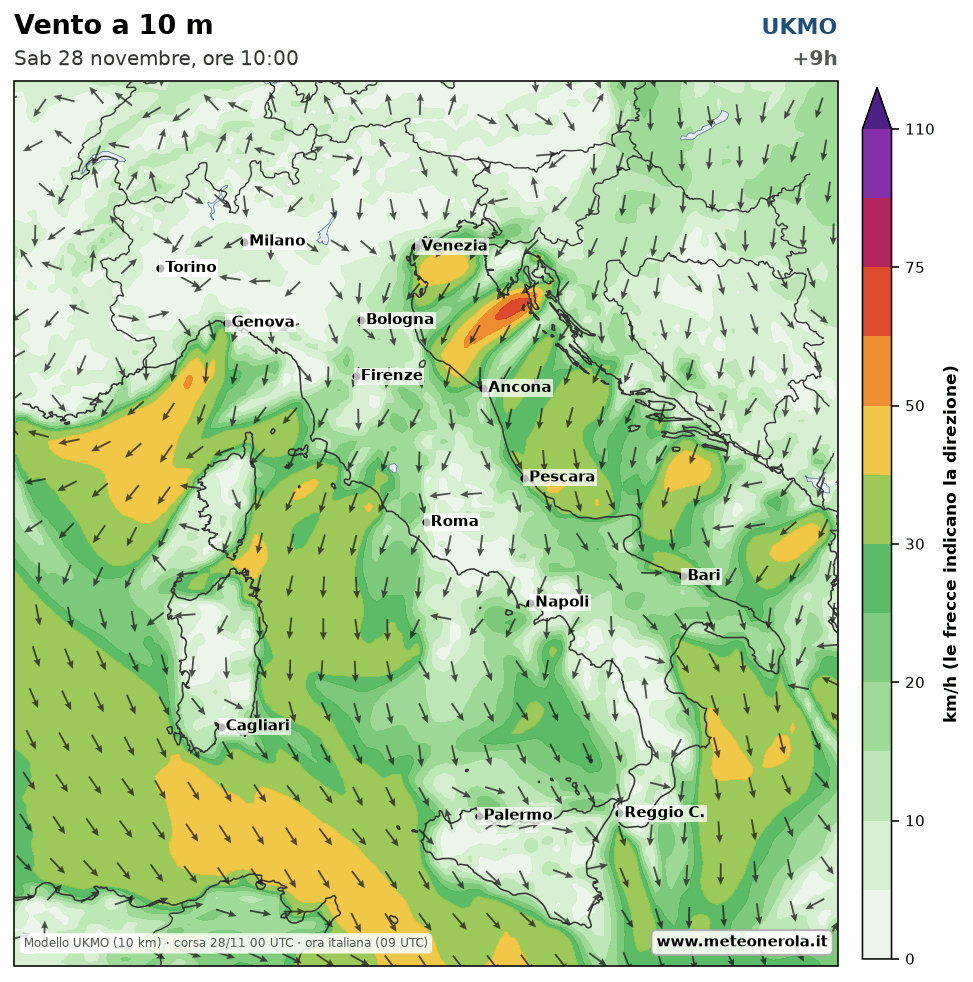 Vento a 10 m
UKMO
Sab 28 novembre, ore 10:00
+9h
Venezia
Milano
Torino
Genova
Bologna
Firenze
Ancona
Pescara
Roma
Bari
Napoli
Cagliari
Palermo
Reggio C.
Modello UKMO (10 km) · corsa 28/11 00 UTC · ora italiana (09 UTC)
www.meteonerola.it
110
75
50
30
20
10
0
km/h (le frecce indicano la direzione)